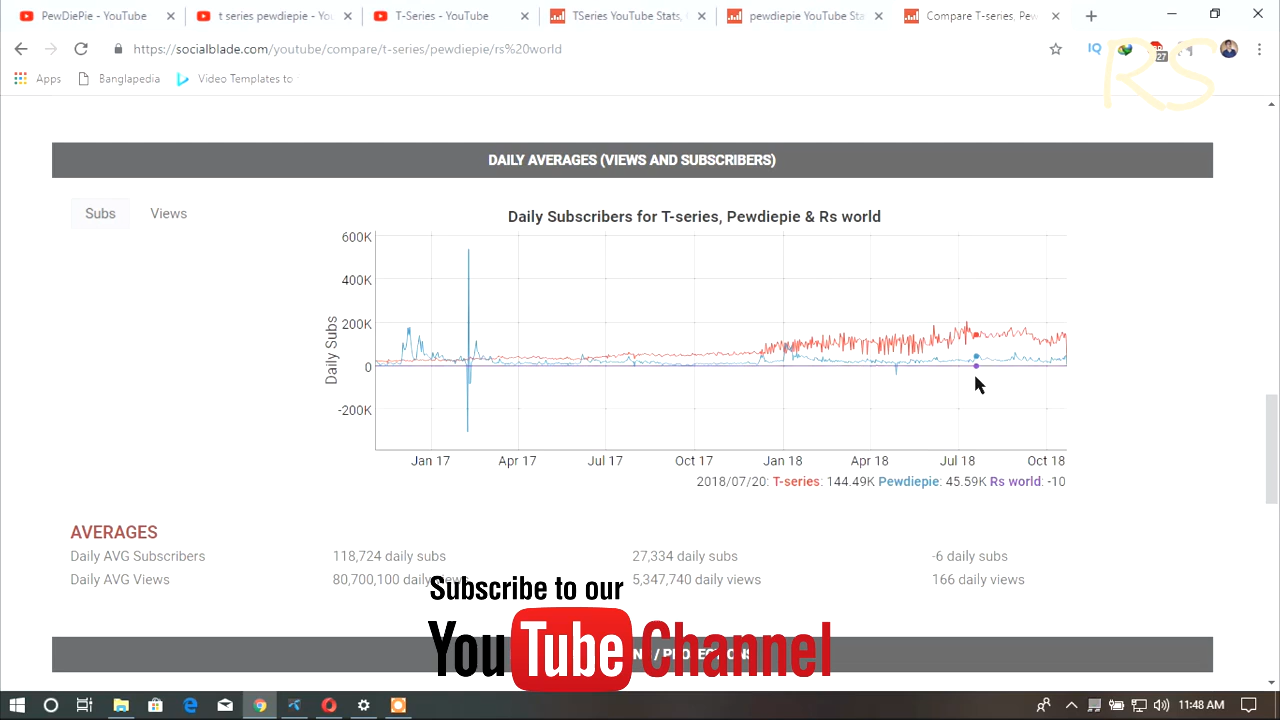 PewDiePie - YouTube
t series pewdiepie - You
T-Series - YouTube
TSeries YouTube Stats,
pewdiepie YouTube Sta
Compare T-series, Pew
https://socialblade.com/youtube/compare/t-series/pewdiepie/rs%20world
IQ
27
Apps
Banglapedia
Video Templates to
RS
DAILY AVERAGES (VIEWS AND SUBSCRIBERS)
Subs
Views
Daily Subscribers for T-series, Pewdiepie & Rs world
Daily Subs
600K
400K
200K
0
-200K
Jan 17 Apr 17 Jul 17 Oct 17 Jan 18 Apr 18 Jul 18 Oct 18
2018/07/20: T-series: 144.49K Pewdiepie: 45.59K Rs world: -10
AVERAGES
Daily AVG Subscribers 118,724 daily subs 27,334 daily subs -6 daily subs
Daily AVG Views 80,700,100 daily views 5,347,740 daily views 166 daily views
Subscribe to our
YouTube Channel
11:48 AM